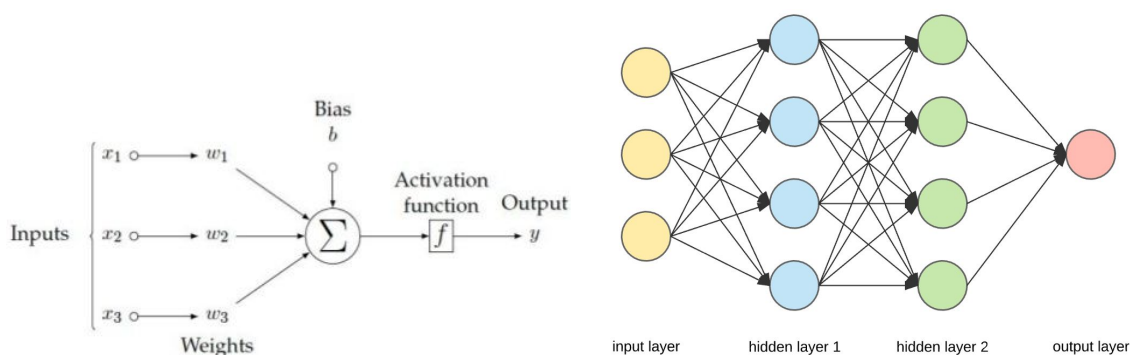 Bias
b
x1 w1
Activation
function
Output
Inputs
x2 w2
∑
f
y
x3 w3
Weights
input layer
hidden layer 1
hidden layer 2
output layer